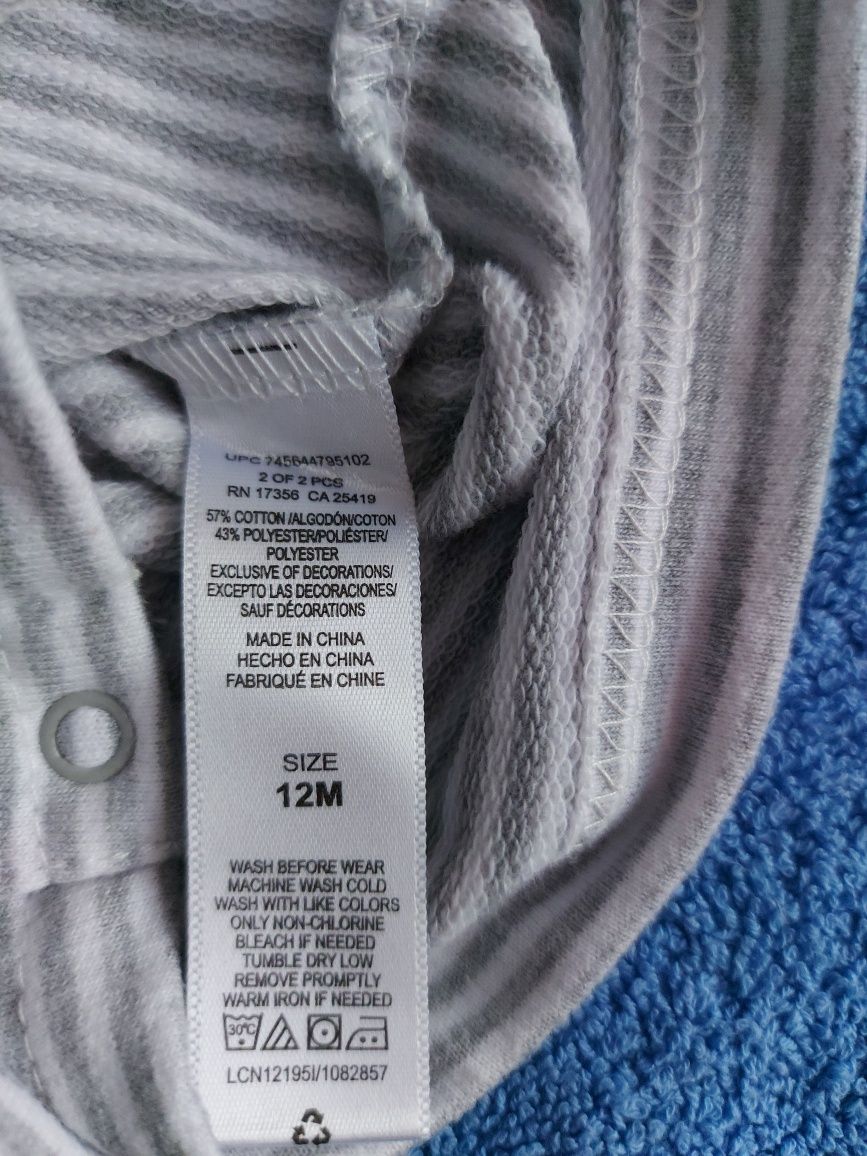 UPC 745644795102
2 OF 2 PCS
RN 17356 CA 25419
57% COTTON /ALGODÓN/COTON
43% POLYESTER/POLIÉSTER/
POLYESTER
EXCLUSIVE OF DECORATIONS/
EXCEPTO LAS DECORACIONES/
SAUF DÉCORATIONS
MADE IN CHINA
HECHO EN CHINA
FABRIQUÉ EN CHINE
SIZE
12M
WASH BEFORE WEAR
MACHINE WASH COLD
WASH WITH LIKE COLORS
ONLY NON-CHLORINE
BLEACH IF NEEDED
TUMBLE DRY LOW
REMOVE PROMPTLY
WARM IRON IF NEEDED
30°C
LCN12195I/1082857